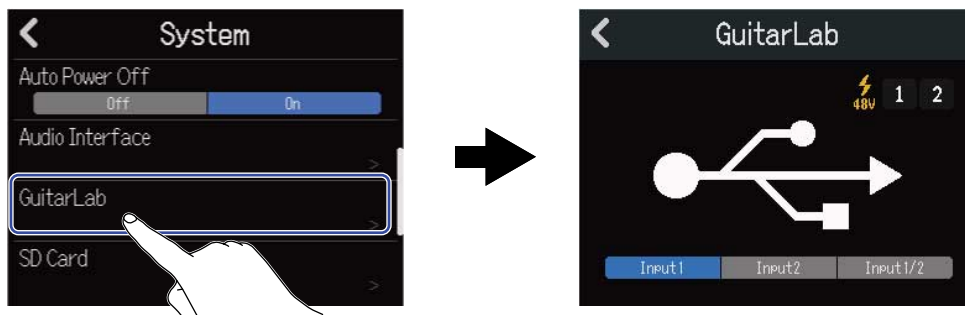 System
Auto Power Off
Off On
Audio Interface
>
GuitarLab
>
SD Card
>
GuitarLab
48V 1 2
Input1 Input2 Input1/2